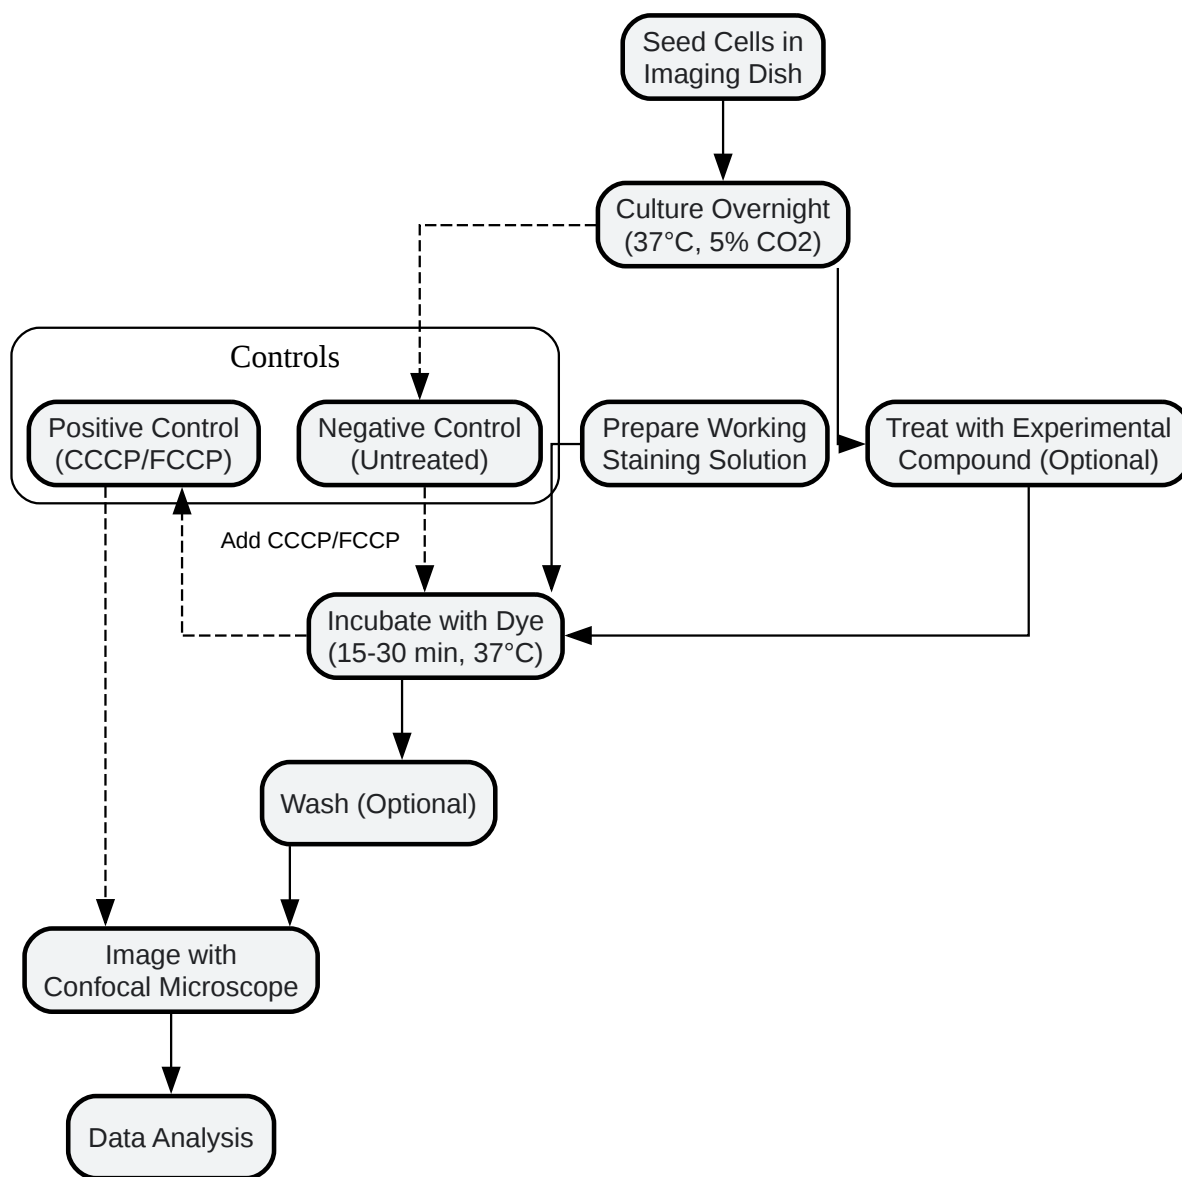 Seed Cells in
Imaging Dish
Culture Overnight
(37°C, 5% CO2)
Controls
Positive Control
(CCCP/FCCP)
Negative Control
(Untreated)
Prepare Working
Staining Solution
Treat with Experimental
Compound (Optional)
Add CCCP/FCCP
Incubate with Dye
(15-30 min, 37°C)
Wash (Optional)
Image with
Confocal Microscope
Data Analysis